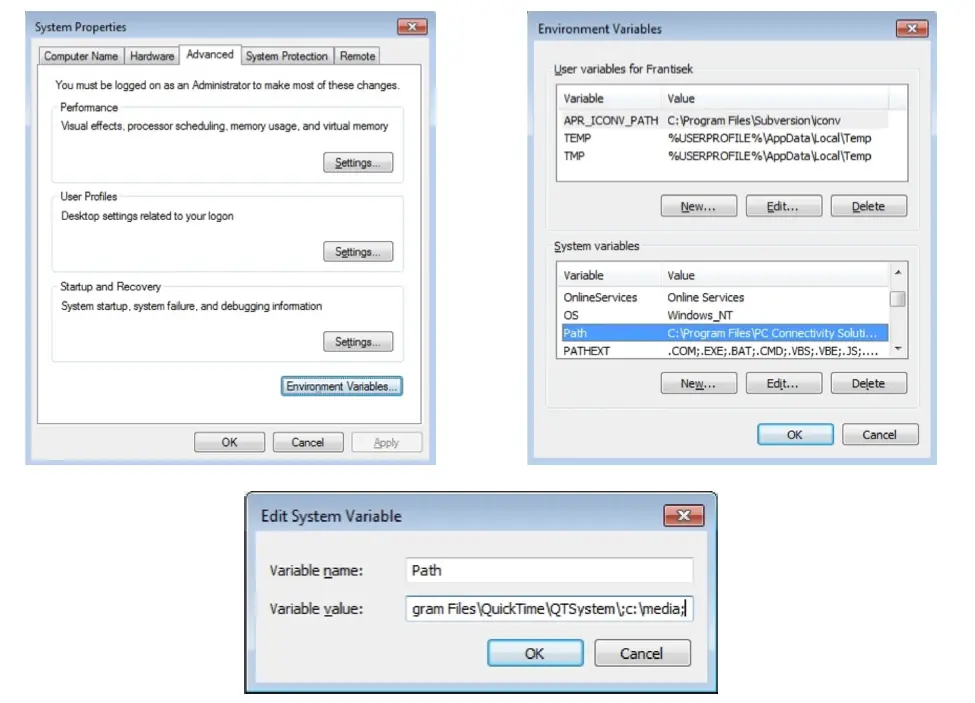 System Properties
Computer Name Hardware Advanced System Protection Remote
You must be logged on as an Administrator to make most of these changes.
Performance
Visual effects, processor scheduling, memory usage, and virtual memory
Settings...
User Profiles
Desktop settings related to your logon
Settings...
Startup and Recovery
System startup, system failure, and debugging information
Settings...
Environment Variables...
OK Cancel Apply
Environment Variables
User variables for Frantisek
Variable Value
APR_ICONV_PATH C:\Program Files\Subversion\iconv
TEMP %USERPROFILE%\AppData\Local\Temp
TMP %USERPROFILE%\AppData\Local\Temp
New... Edit... Delete
System variables
Variable Value
OnlineServices Online Services
OS Windows_NT
Path C:\Program Files\PC Connectivity Soluti...
PATHEXT .COM;.EXE;.BAT;.CMD;.VBS;.VBE;.JS;....
New... Edit... Delete
OK Cancel
Edit System Variable
Variable name: Path
Variable value: gram Files\QuickTime\QTSystem\;c:\media;
OK Cancel